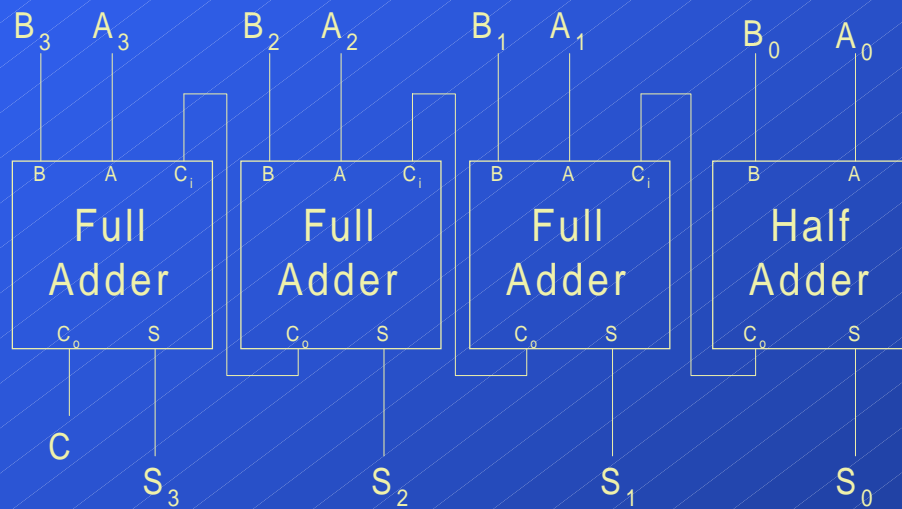 B3 A3 B2 A2 B1 A1 B0 A0
B A Ci B A Ci B A Ci B A
Full Full Full Half
Adder Adder Adder Adder
Co S Co S Co S Co S
C
S3 S2 S1 S0